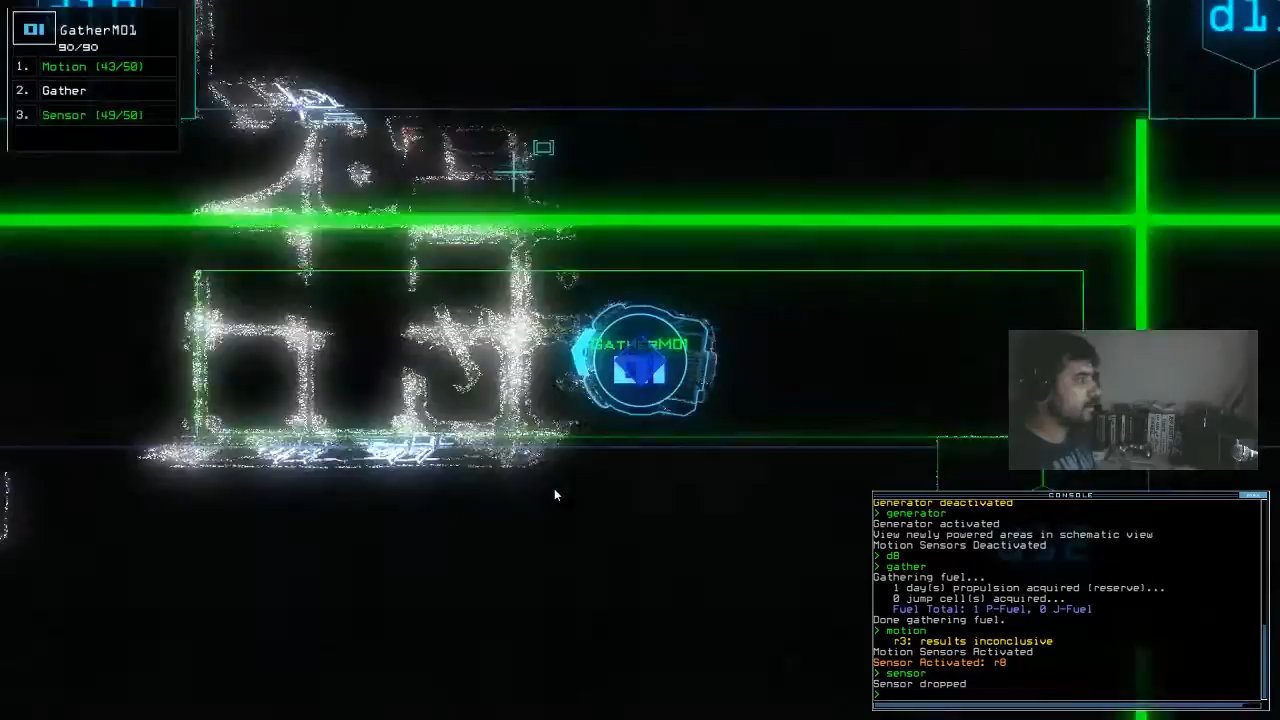 01 GatherM01
90/90
1. Motion (43/50)
2. Gather
3. Sensor (49/50)
GATHERM01
01
CONSOLE
Generator deactivated
> generator
Generator activated
View newly powered areas in schematic view
Motion Sensors Deactivated
> d8
> gather
Gathering fuel...
1 day(s) propulsion acquired (reserve)...
0 jump cell(s) acquired...
Fuel Total: 1 P-Fuel, 0 J-Fuel
Done gathering fuel.
> motion
r3: results inconclusive
Motion Sensors Activated
Sensor Activated: r8
> sensor
Sensor dropped
>